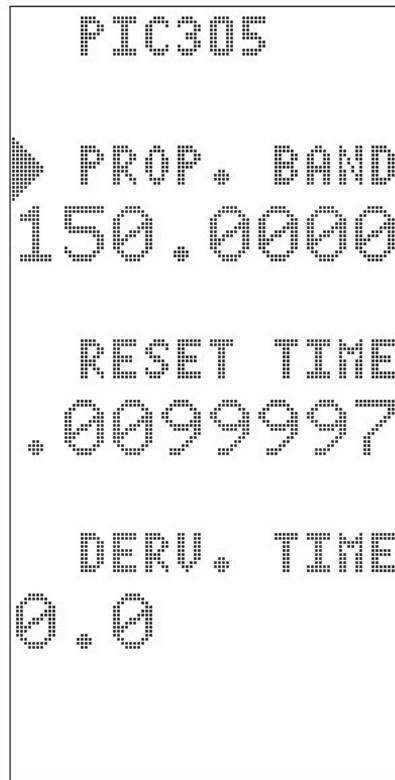 PIC305
PROP. BAND
150.0000
RESET TIME
.0099997
DERV. TIME
0.0